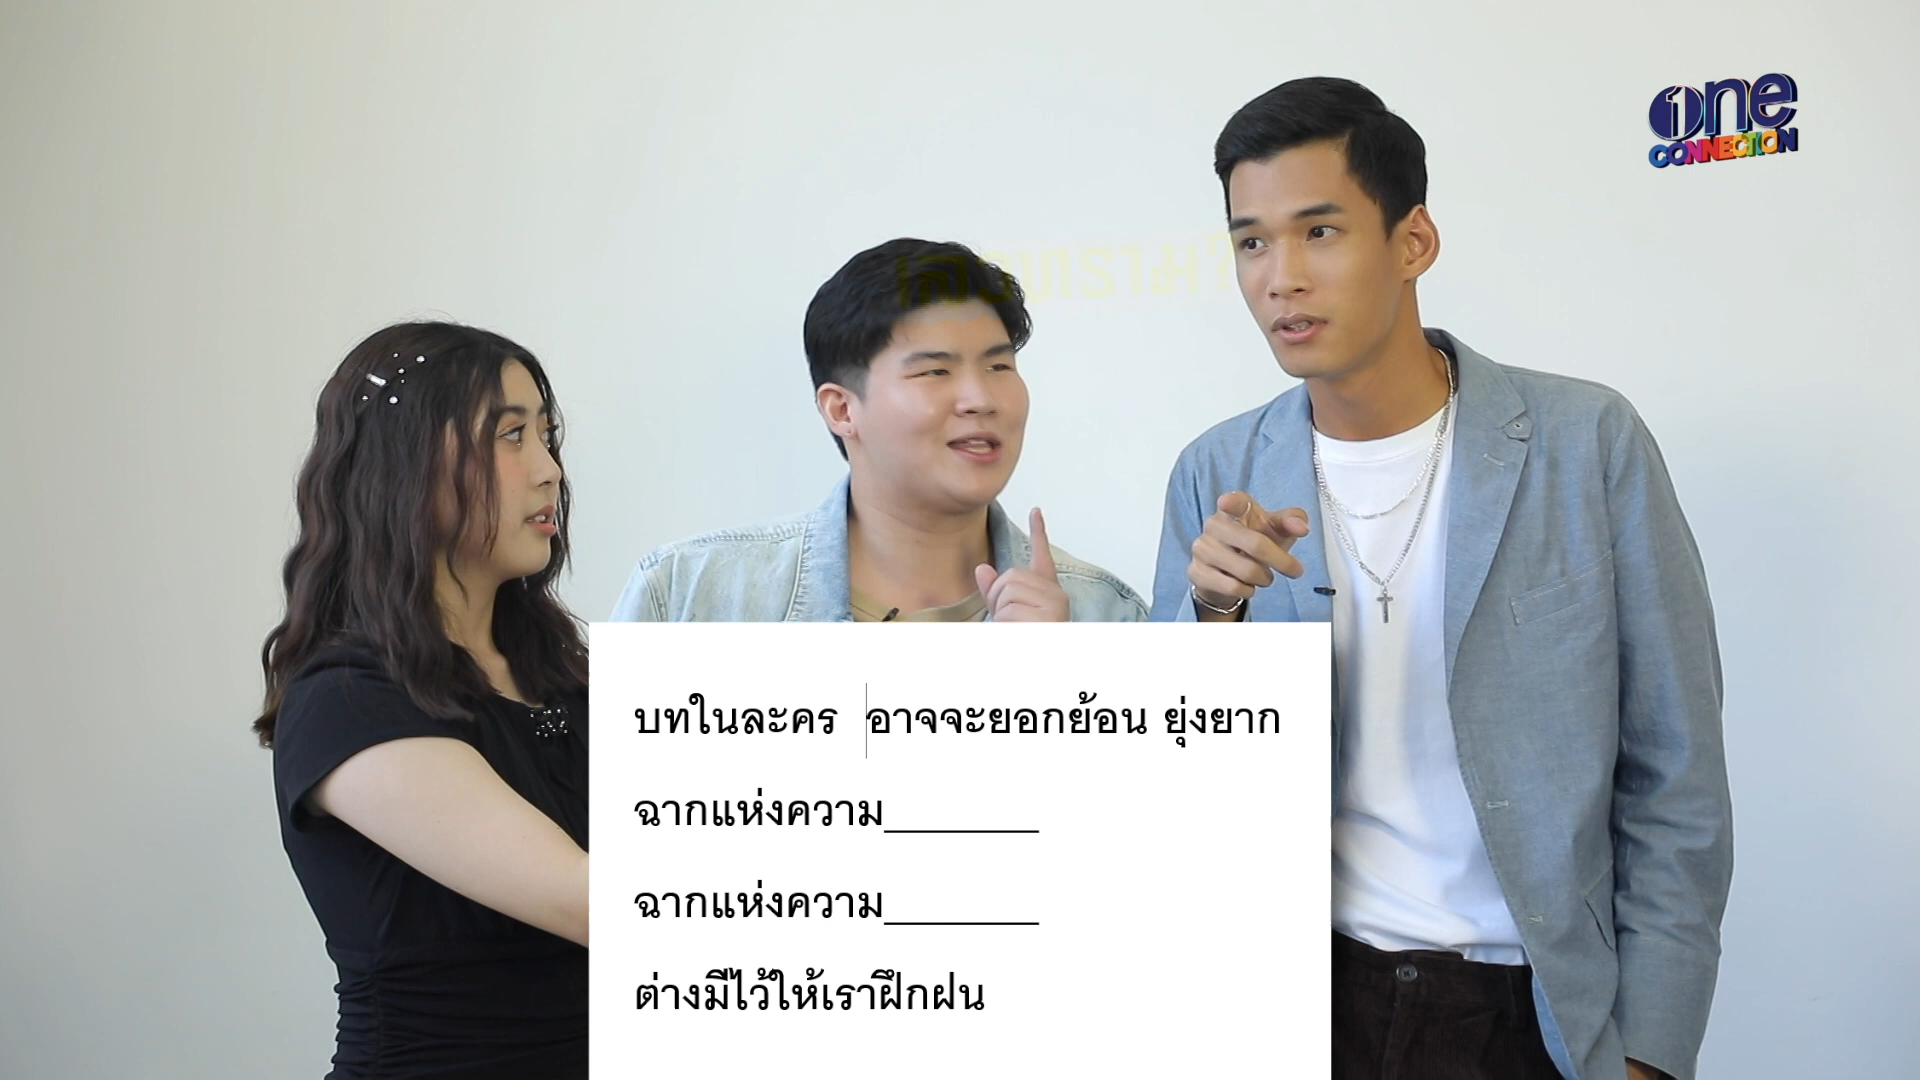 one
CONNECTION
บทในละคร อาจจะยอกย้อน ยุ่งยาก
ฉากแห่งความ_______
ฉากแห่งความ_______
ต่างมีไว้ให้เราฝึกฝน